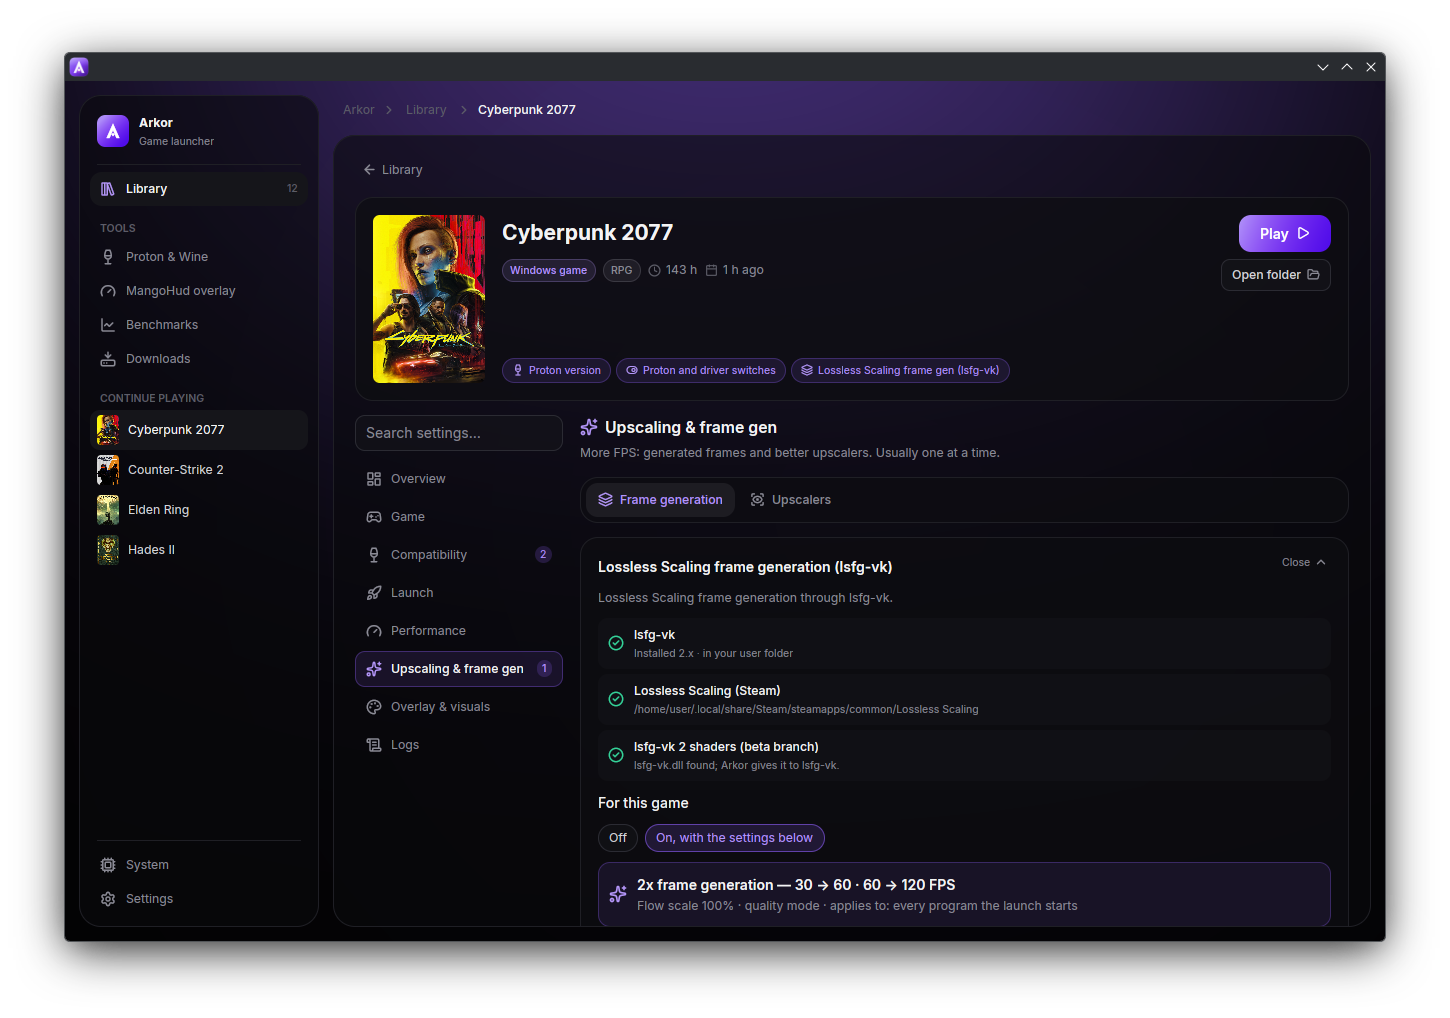 Arkor
Game launcher
Library 12
TOOLS
Proton & Wine
MangoHud overlay
Benchmarks
Downloads
CONTINUE PLAYING
Cyberpunk 2077
Counter-Strike 2
Elden Ring
Hades II
System
Settings
Arkor > Library > Cyberpunk 2077
Library
CYBERPUNK
Cyberpunk 2077
Windows game RPG 143 h 1 h ago
Play
Open folder
Proton version Proton and driver switches Lossless Scaling frame gen (lsfg-vk)
Search settings...
Overview
Game
Compatibility 2
Launch
Performance
Upscaling & frame gen 1
Overlay & visuals
Logs
Upscaling & frame gen
More FPS: generated frames and better upscalers. Usually one at a time.
Frame generation Upscalers
Lossless Scaling frame generation (lsfg-vk) Close
Lossless Scaling frame generation through lsfg-vk.
lsfg-vk
Installed 2.x · in your user folder
Lossless Scaling (Steam)
/home/user/.local/share/Steam/steamapps/common/Lossless Scaling
lsfg-vk 2 shaders (beta branch)
lsfg-vk.dll found; Arkor gives it to lsfg-vk.
For this game
Off On, with the settings below
2x frame generation — 30 → 60 · 60 → 120 FPS
Flow scale 100% · quality mode · applies to: every program the launch starts